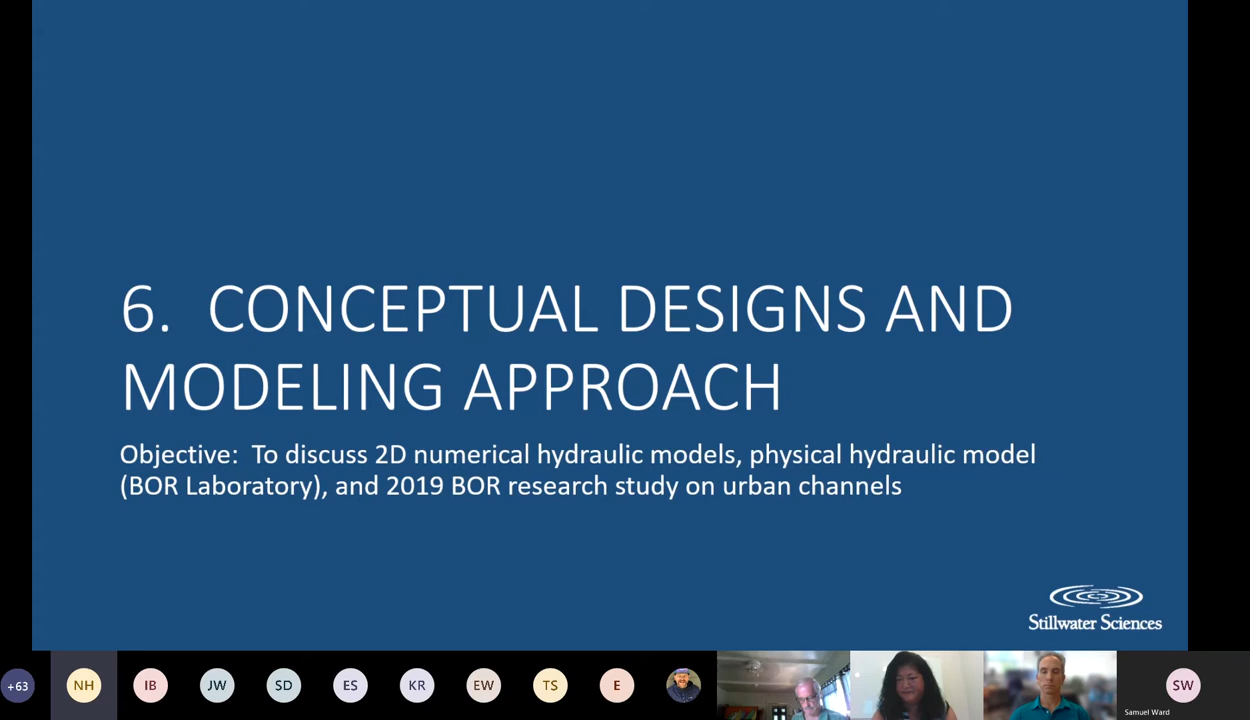 6. CONCEPTUAL DESIGNS AND
MODELING APPROACH
Objective: To discuss 2D numerical hydraulic models, physical hydraulic model
(BOR Laboratory), and 2019 BOR research study on urban channels
Stillwater Sciences
+63
NH
IB
JW
SD
ES
KR
EW
TS
E
SW
Samuel Ward